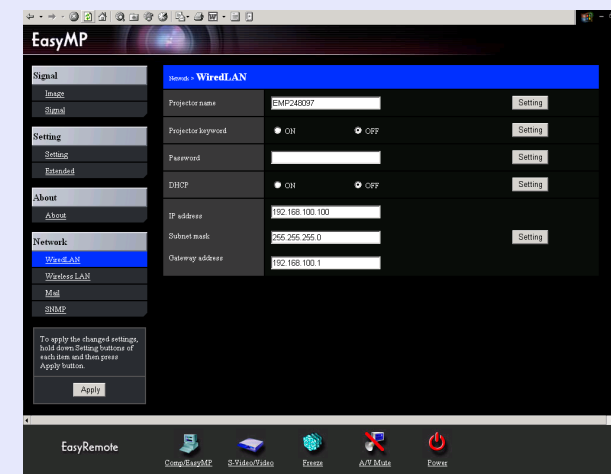 EasyMP
Signal
Image
Signal
Setting
Setting
Extended
About
About
Network
WiredLAN
Wireless LAN
Mail
SNMP
To apply the changed settings,
hold down Setting buttons of
each item and then press
Apply button.
Apply
Network > WiredLAN
Projector name EMP248097 Setting
Projector keyword ON OFF Setting
Password Setting
DHCP ON OFF Setting
IP address 192.168.100.100
Subnet mask 255.255.255.0 Setting
Gateway address 192.168.100.1
EasyRemote
Comp/EasyMP S-Video/Video Freeze A/V Mute Power